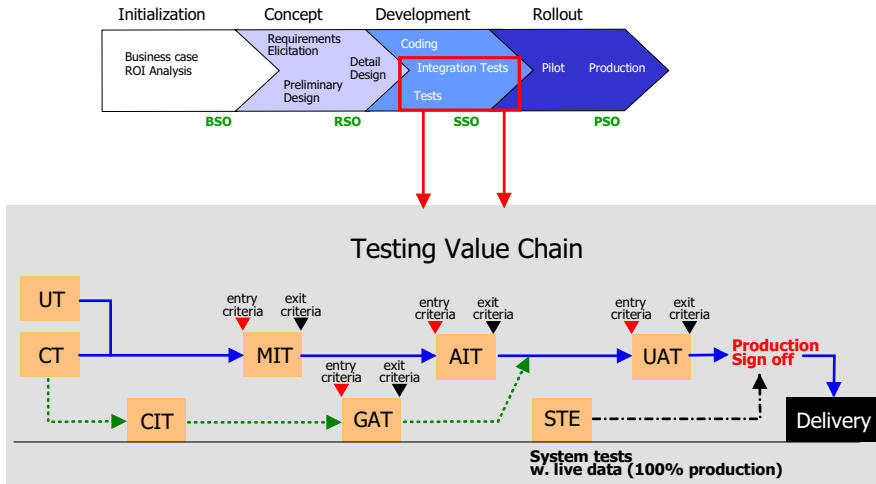 Initialization
Concept
Development
Rollout
Business case
ROI Analysis
Requirements
Elicitation
Preliminary
Design
Detail
Design
Coding
Integration Tests
Tests
Pilot
Production
BSO
RSO
SSO
PSO
Testing Value Chain
UT
CT
entry
criteria
exit
criteria
MIT
entry
criteria
exit
criteria
AIT
entry
criteria
exit
criteria
UAT
Production
Sign off
CIT
entry
criteria
exit
criteria
GAT
STE
Delivery
System tests
w. live data (100% production)